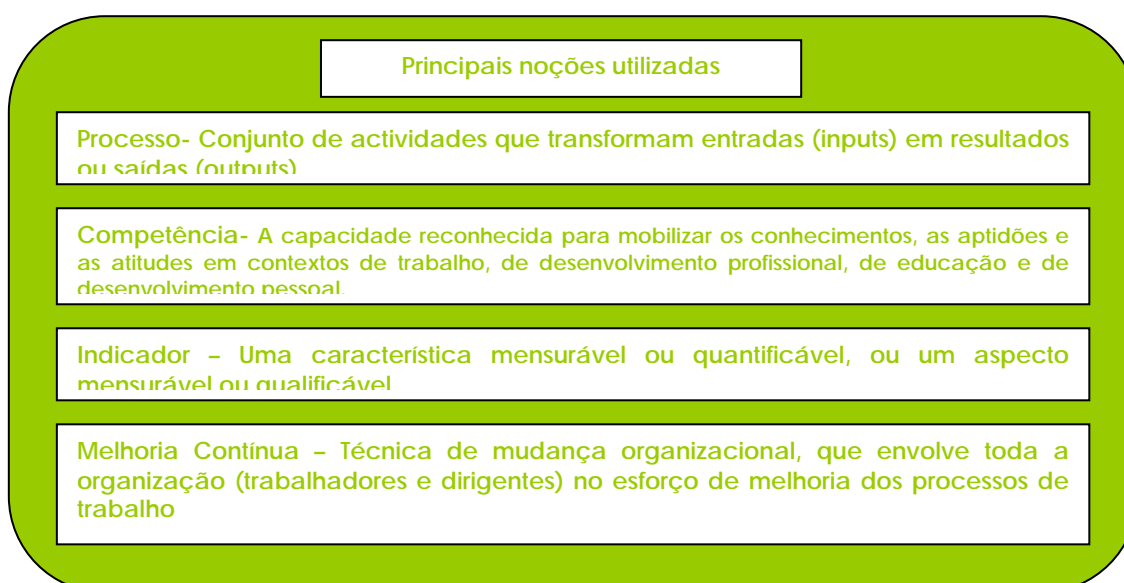 Principais noções utilizadas
Processo- Conjunto de actividades que transformam entradas (inputs) em resultados
ou saídas (outputs)
Competência- A capacidade reconhecida para mobilizar os conhecimentos, as aptidões e
as atitudes em contextos de trabalho, de desenvolvimento profissional, de educação e de
desenvolvimento pessoal.
Indicador – Uma característica mensurável ou quantificável, ou um aspecto
mensurável ou qualificável
Melhoria Contínua – Técnica de mudança organizacional, que envolve toda a
organização (trabalhadores e dirigentes) no esforço de melhoria dos processos de
trabalho